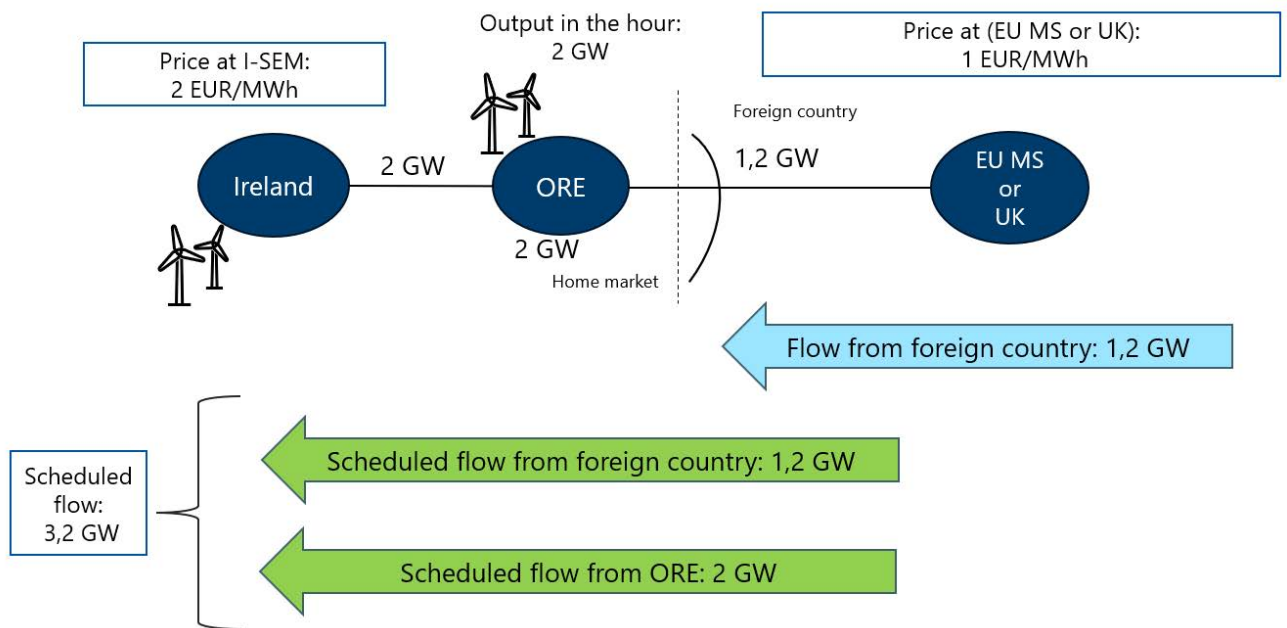 Output in the hour:
2 GW
Price at I-SEM:
2 EUR/MWh
Price at (EU MS or UK):
1 EUR/MWh
Foreign country
Ireland
2 GW
ORE
1,2 GW
EU MS
or
UK
2 GW
Home market
Flow from foreign country: 1,2 GW
Scheduled flow from foreign country: 1,2 GW
Scheduled
flow:
3,2 GW
Scheduled flow from ORE: 2 GW